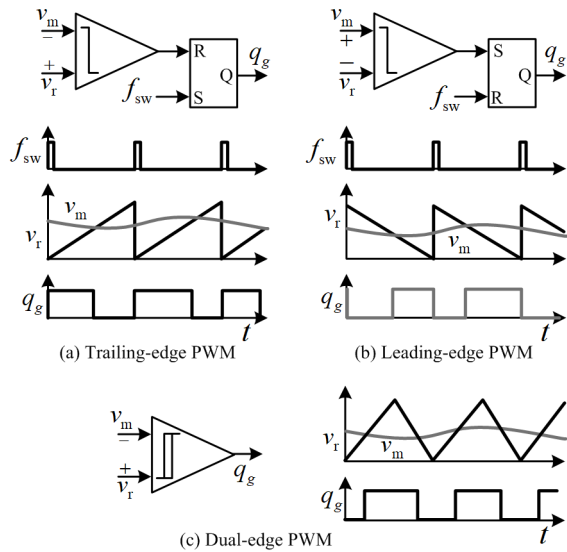 vm
−
+
vr
R
S
Q
qg
fsw
fsw
vm
vr
qg
t
(a) Trailing-edge PWM
vm
+
−
vr
S
R
Q
qg
fsw
fsw
vr
vm
qg
t
(b) Leading-edge PWM
vm
−
+
vr
qg
vr
vm
qg
t
(c) Dual-edge PWM